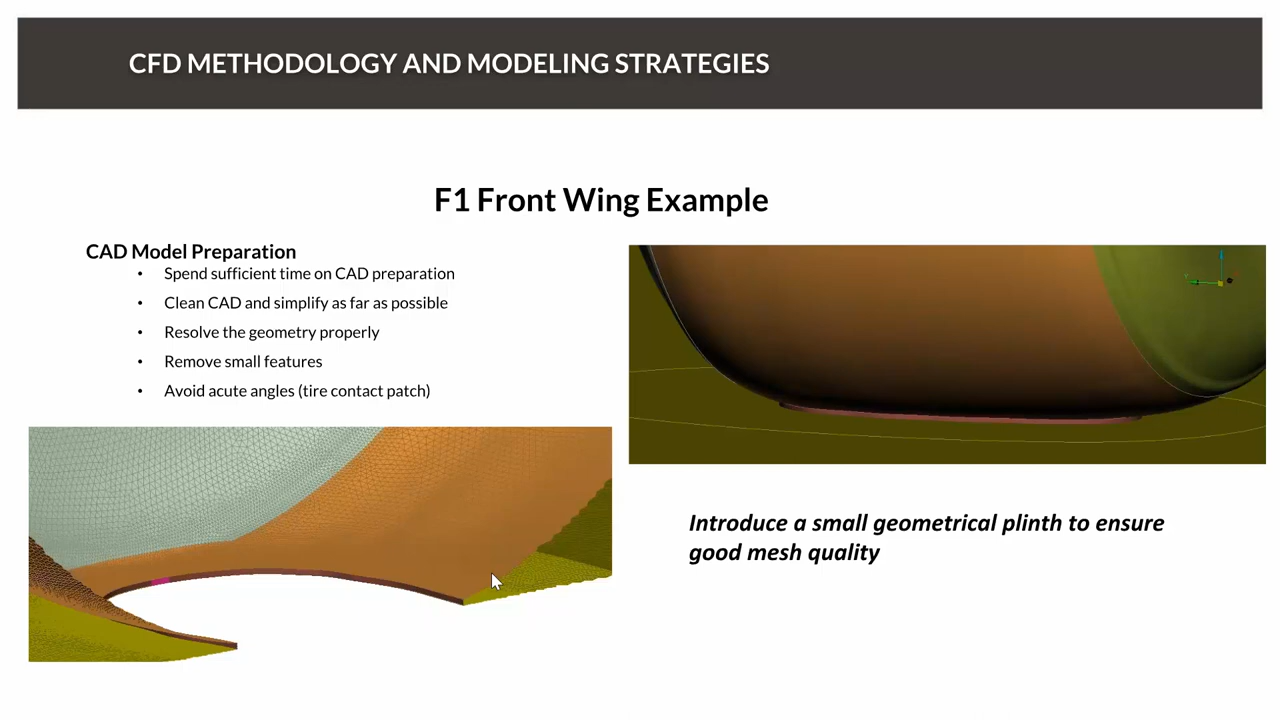 CFD METHODOLOGY AND MODELING STRATEGIES
F1 Front Wing Example
CAD Model Preparation
• Spend sufficient time on CAD preparation
• Clean CAD and simplify as far as possible
• Resolve the geometry properly
• Remove small features
• Avoid acute angles (tire contact patch)
Introduce a small geometrical plinth to ensure
good mesh quality